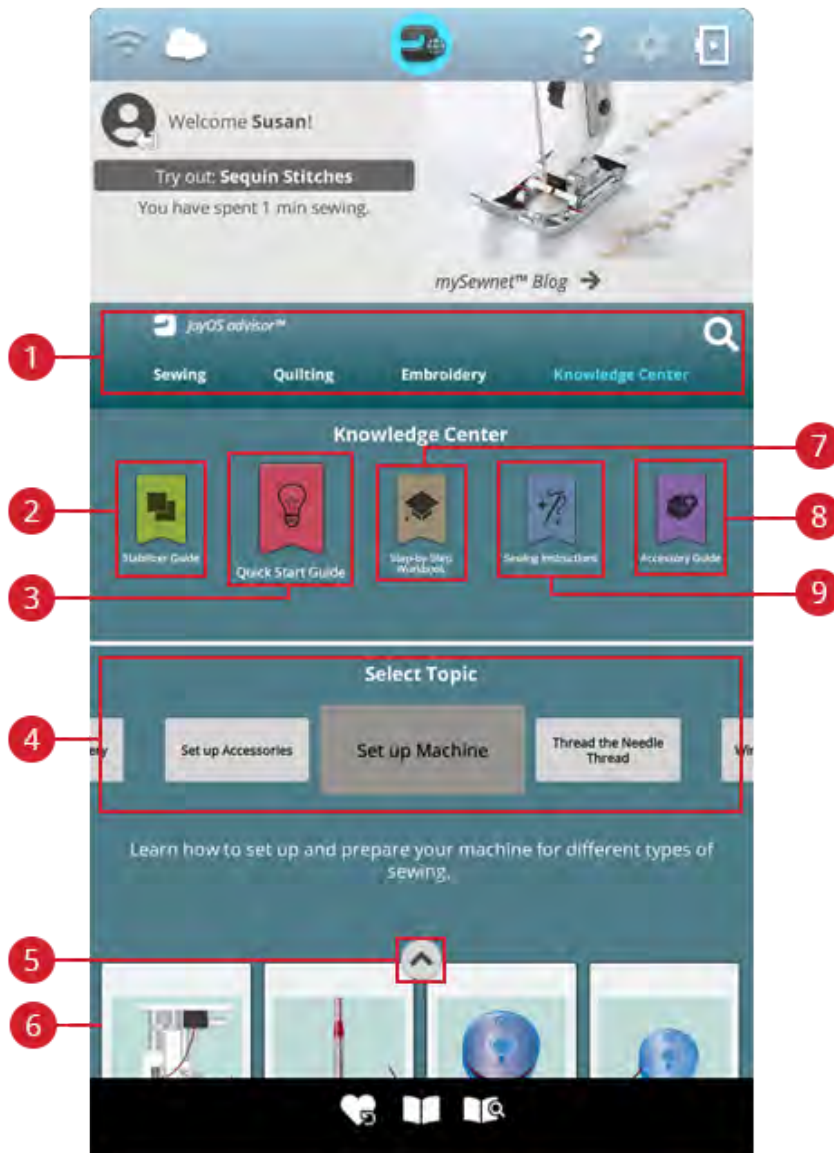 Welcome Susan!
Try out: Sequin Stitches
You have spent 1 min sewing.
mySewnet™ Blog
JoyOS advisor™
1
Sewing Quilting Embroidery Knowledge Center
Knowledge Center
7
2
8
Stabilizer Guide
Quick Start Guide
Step-by-Step
Workbook
Sewing Instructions
Accessory Guide
3
9
Select Topic
4
ery
Set up Accessories
Set up Machine
Thread the Needle
Thread
Win
Learn how to set up and prepare your machine for different types of
sewing.
5
6